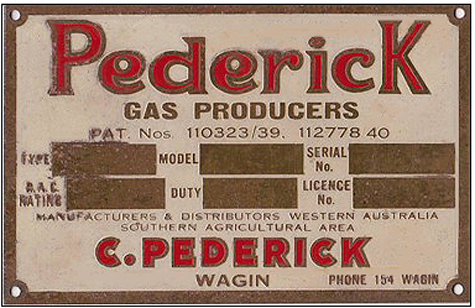 PedericK
GAS PRODUCERS
PAT. Nos. 110323/39. 112778 40
TYPE MODEL SERIAL No.
R.A.C. RATING DUTY LICENCE No.
MANUFACTURERS & DISTRIBUTORS WESTERN AUSTRALIA
SOUTHERN AGRICULTURAL AREA
C. PEDERICK
WAGIN PHONE 154 WAGIN